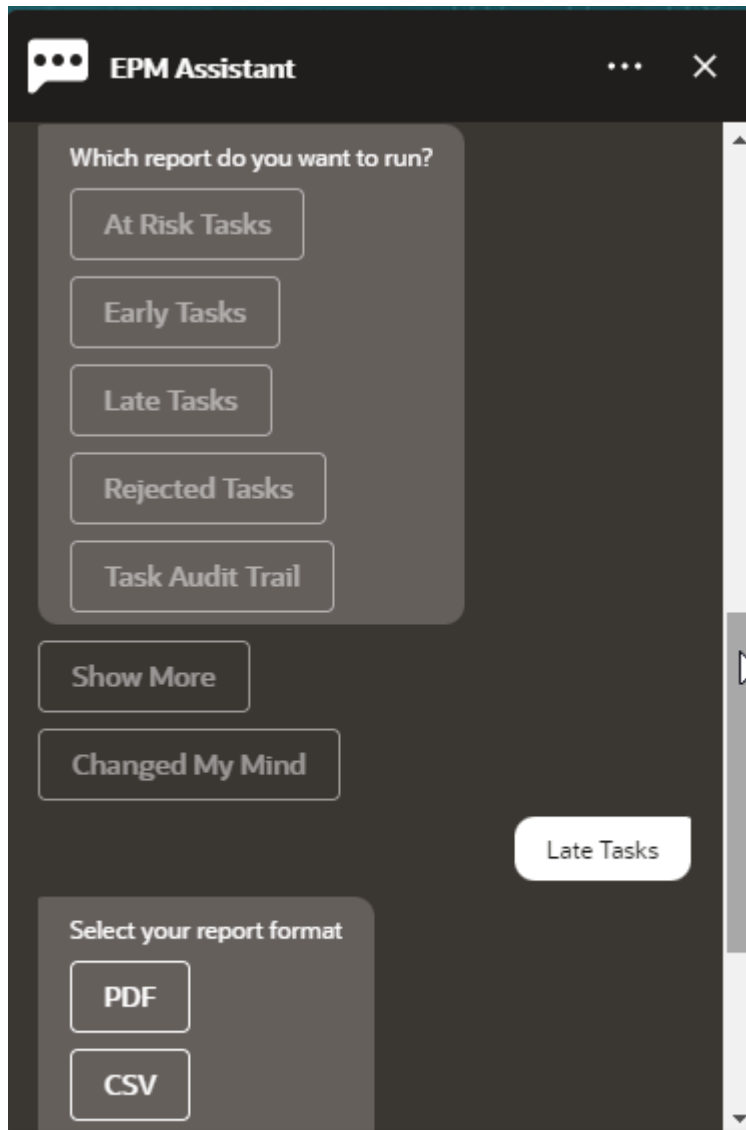 EPM Assistant
Which report do you want to run?
At Risk Tasks
Early Tasks
Late Tasks
Rejected Tasks
Task Audit Trail
Show More
Changed My Mind
Late Tasks
Select your report format
PDF
CSV